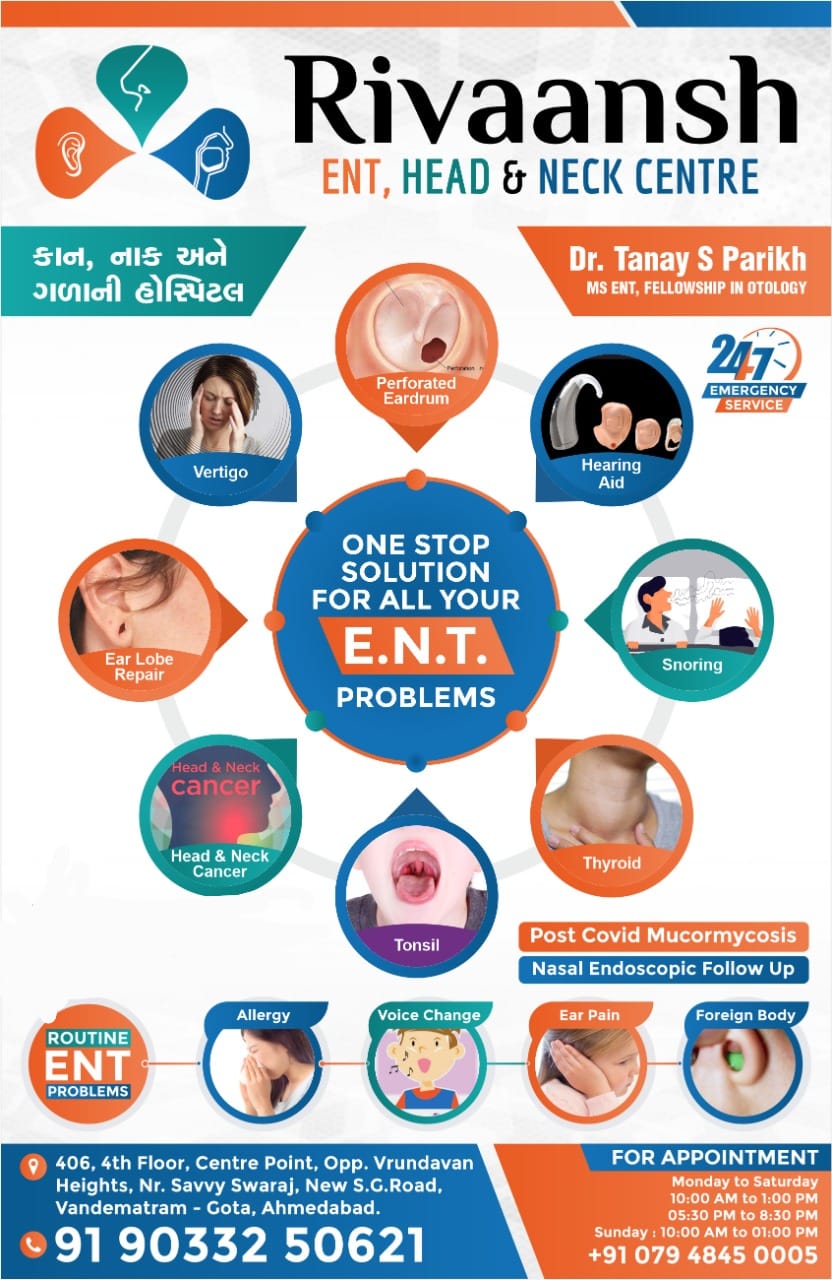 Rivaansh
ENT, HEAD & NECK CENTRE
કાન, નાક અને
ગળાની હોસ્પિટલ
Dr. Tanay S Parikh
MS ENT, FELLOWSHIP IN OTOLOGY
24*7
EMERGENCY
SERVICE
Perforation
Perforated
Eardrum
Vertigo
Hearing
Aid
ONE STOP
SOLUTION
FOR ALL YOUR
E.N.T.
PROBLEMS
Ear Lobe
Repair
Snoring
Head & Neck
cancer
Head & Neck
Cancer
Thyroid
Tonsil
Post Covid Mucormycosis
Nasal Endoscopic Follow Up
ROUTINE
ENT
PROBLEMS
Allergy
Voice Change
Ear Pain
Foreign Body
406, 4th Floor, Centre Point, Opp. Vrundavan
Heights, Nr. Savvy Swaraj, New S.G.Road,
Vandematram - Gota, Ahmedabad.
91 90332 50621
FOR APPOINTMENT
Monday to Saturday
10:00 AM to 1:00 PM
05:30 PM to 8:30 PM
Sunday : 10:00 AM to 01:00 PM
+91 079 4845 0005